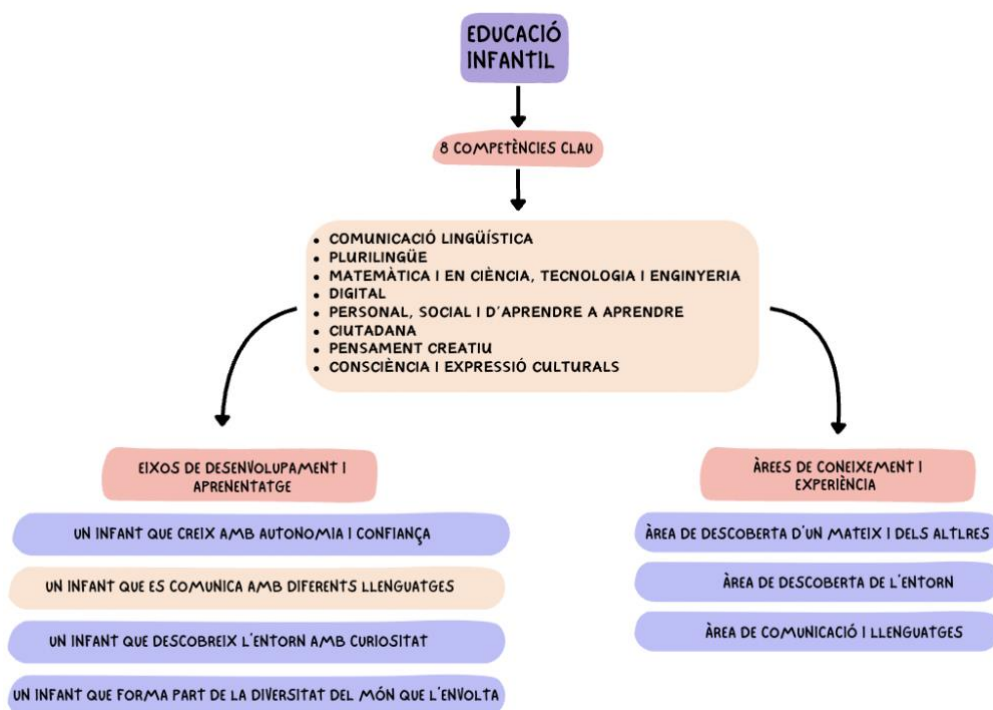 EDUCACIÓ
INFANTIL
8 COMPETÈNCIES CLAU
• COMUNICACIÓ LINGÜÍSTICA
• PLURILINGÜE
• MATEMÀTICA I EN CIÈNCIA, TECNOLOGIA I ENGINYERIA
• DIGITAL
• PERSONAL, SOCIAL I D'APRENDRE A APRENDRE
• CIUTADANA
• PENSAMENT CREATIU
• CONSCIÈNCIA I EXPRESSIÓ CULTURALS
EIXOS DE DESENVOLUPAMENT I
APRENENTATGE
UN INFANT QUE CREIX AMB AUTONOMIA I CONFIANÇA
UN INFANT QUE ES COMUNICA AMB DIFERENTS LLENGUATGES
UN INFANT QUE DESCOBREIX L'ENTORN AMB CURIOSITAT
UN INFANT QUE FORMA PART DE LA DIVERSITAT DEL MÓN QUE L'ENVOLTA
ÀREES DE CONEIXEMENT I
EXPERIÈNCIA
ÀREA DE DESCOBERTA D'UN MATEIX I DELS ALTLRES
ÀREA DE DESCOBERTA DE L'ENTORN
ÀREA DE COMUNICACIÓ I LLENGUATGES